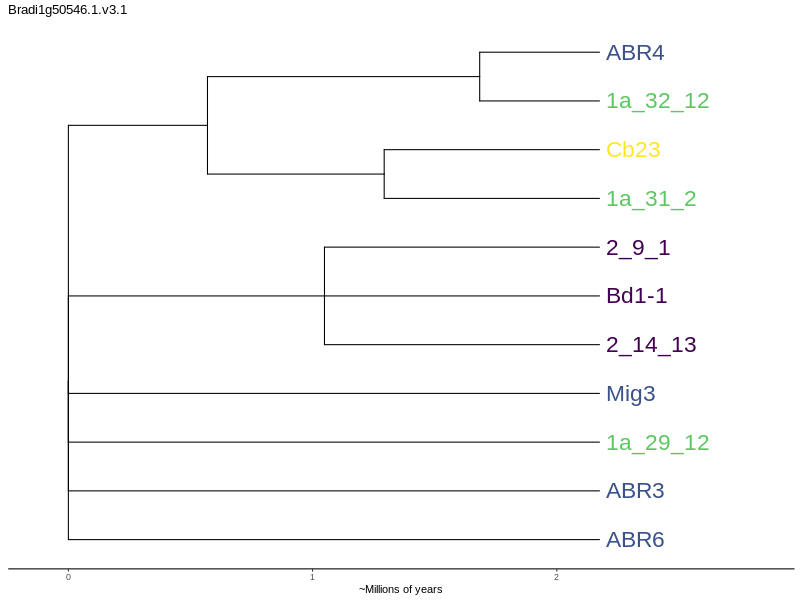 Bradi1g50546.1.v3.1
ABR4
1a_32_12
Cb23
1a_31_2
2_9_1
Bd1-1
2_14_13
Mig3
1a_29_12
ABR3
ABR6
0 1 2
~Millions of years